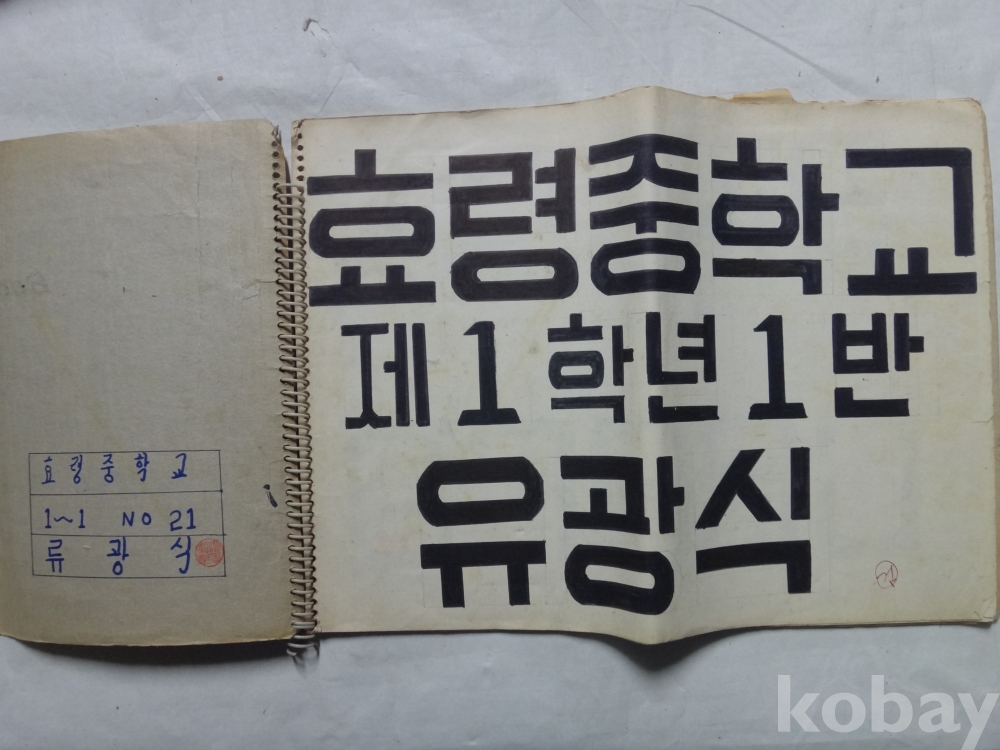 효령중학교
1~1 NO 21
류광식
효령중학교
제1학년1반
유광식
kobay